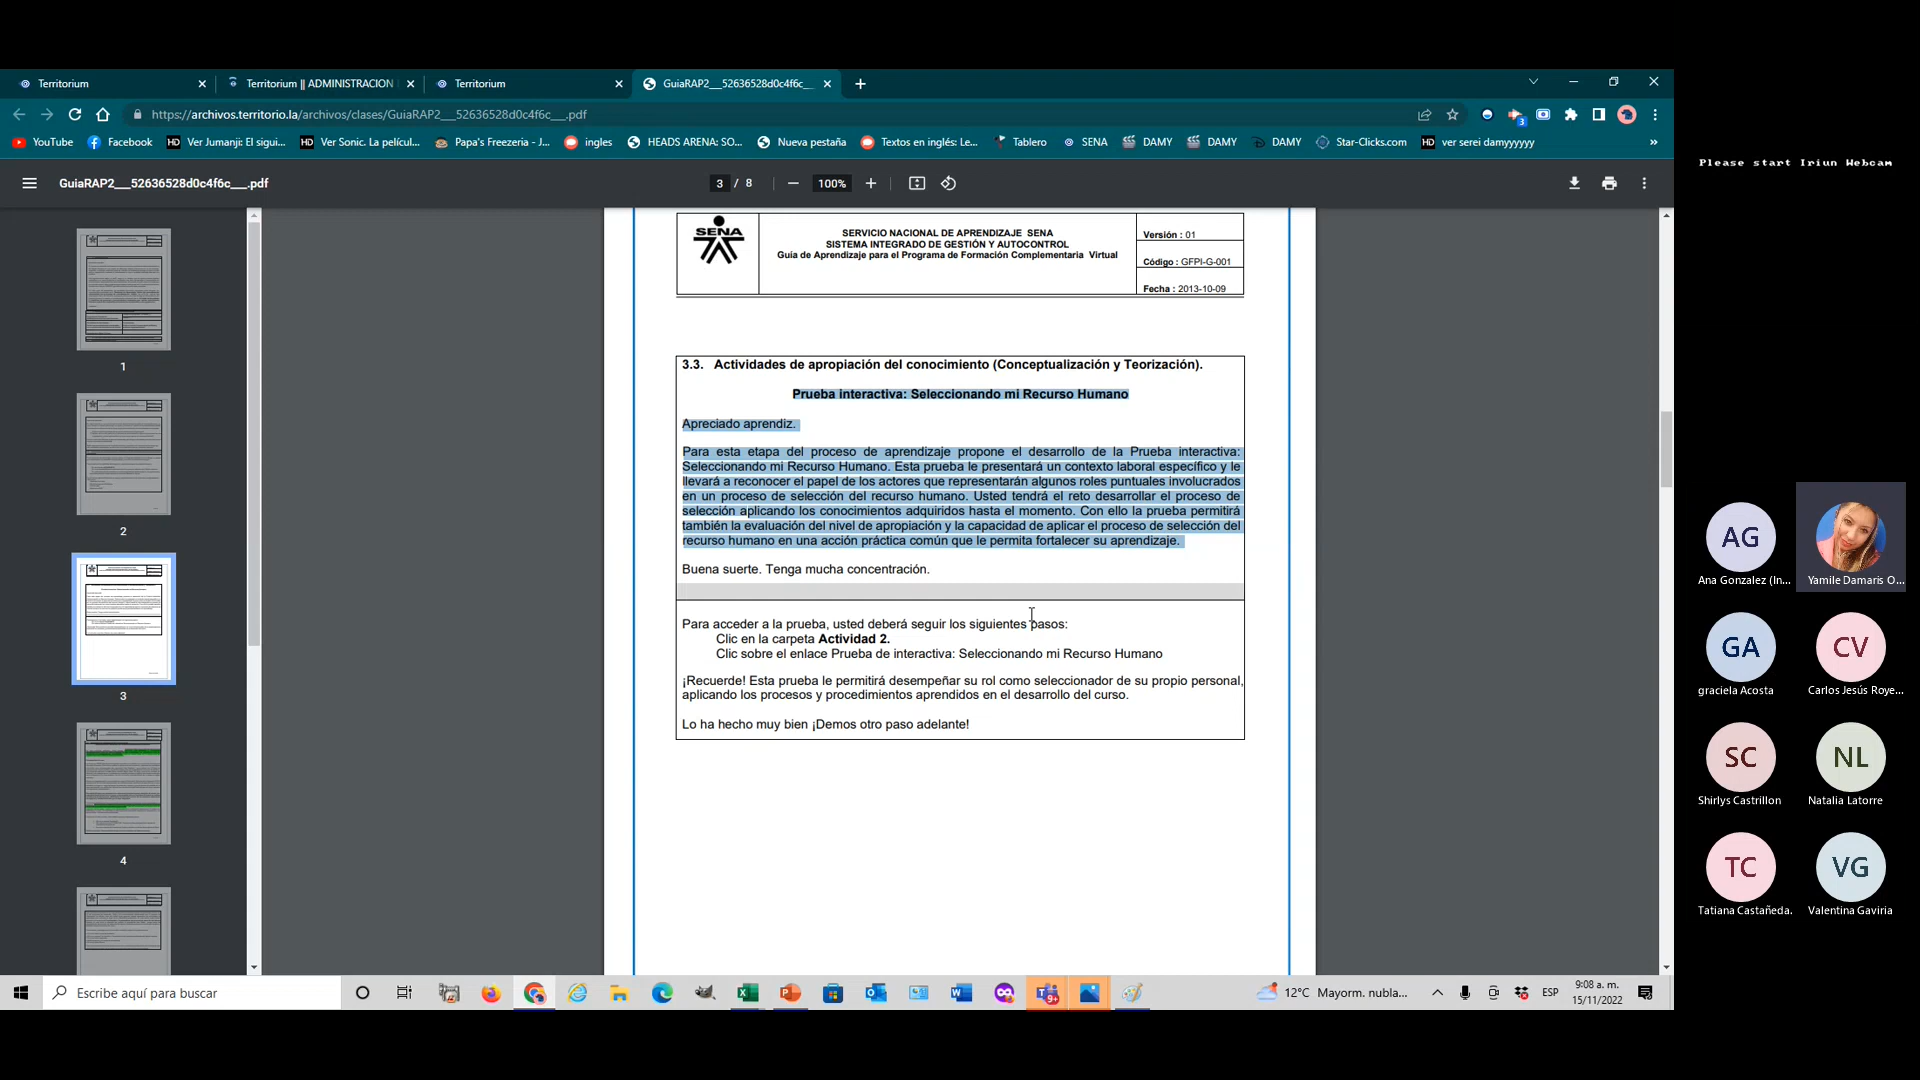 Territorium
Territorium || ADMINISTRACION
Territorium
GuiaRAP2__52636528d0c4f6c__.
https://archivos.territorio.la/archivos/clases/GuiaRAP2__52636528d0c4f6c__.pdf
YouTube
Facebook
Ver Jumanji: El sigui...
Ver Sonic. La películ...
Papa's Freezeria - J...
ingles
HEADS ARENA: SO...
Nueva pestaña
Textos en inglés: Le...
Tablero
SENA
DAMY
DAMY
DAMY
Star-Clicks.com
ver serei damyyyyyy
GuiaRAP2__52636528d0c4f6c__.pdf
3 / 8
100%
1
2
3
4
SENA
SERVICIO NACIONAL DE APRENDIZAJE SENA
SISTEMA INTEGRADO DE GESTIÓN Y AUTOCONTROL
Guía de Aprendizaje para el Programa de Formación Complementaria Virtual
Versión : 01
Código : GFPI-G-001
Fecha : 2013-10-09
3.3. Actividades de apropiación del conocimiento (Conceptualización y Teorización).
Prueba interactiva: Seleccionando mi Recurso Humano
Apreciado aprendiz.
Para esta etapa del proceso de aprendizaje propone el desarrollo de la Prueba interactiva:
Seleccionando mi Recurso Humano. Esta prueba le presentará un contexto laboral específico y le
llevará a reconocer el papel de los actores que representarán algunos roles puntuales involucrados
en un proceso de selección del recurso humano. Usted tendrá el reto desarrollar el proceso de
selección aplicando los conocimientos adquiridos hasta el momento. Con ello la prueba permitirá
también la evaluación del nivel de apropiación y la capacidad de aplicar el proceso de selección del
recurso humano en una acción práctica común que le permita fortalecer su aprendizaje.
Buena suerte. Tenga mucha concentración.
Para acceder a la prueba, usted deberá seguir los siguientes pasos:
Clic en la carpeta Actividad 2.
Clic sobre el enlace Prueba de interactiva: Seleccionando mi Recurso Humano
¡Recuerde! Esta prueba le permitirá desempeñar su rol como seleccionador de su propio personal,
aplicando los procesos y procedimientos aprendidos en el desarrollo del curso.
Lo ha hecho muy bien ¡Demos otro paso adelante!
Please start Iriun Webcam
AG
Ana Gonzalez (In...
Yamile Damaris O...
GA
graciela Acosta
CV
Carlos Jesús Roye...
SC
Shirlys Castrillon
NL
Natalia Latorre
TC
Tatiana Castañeda.
VG
Valentina Gaviria
Escribe aquí para buscar
12°C Mayorm. nubla...
ESP
9:08 a. m.
15/11/2022